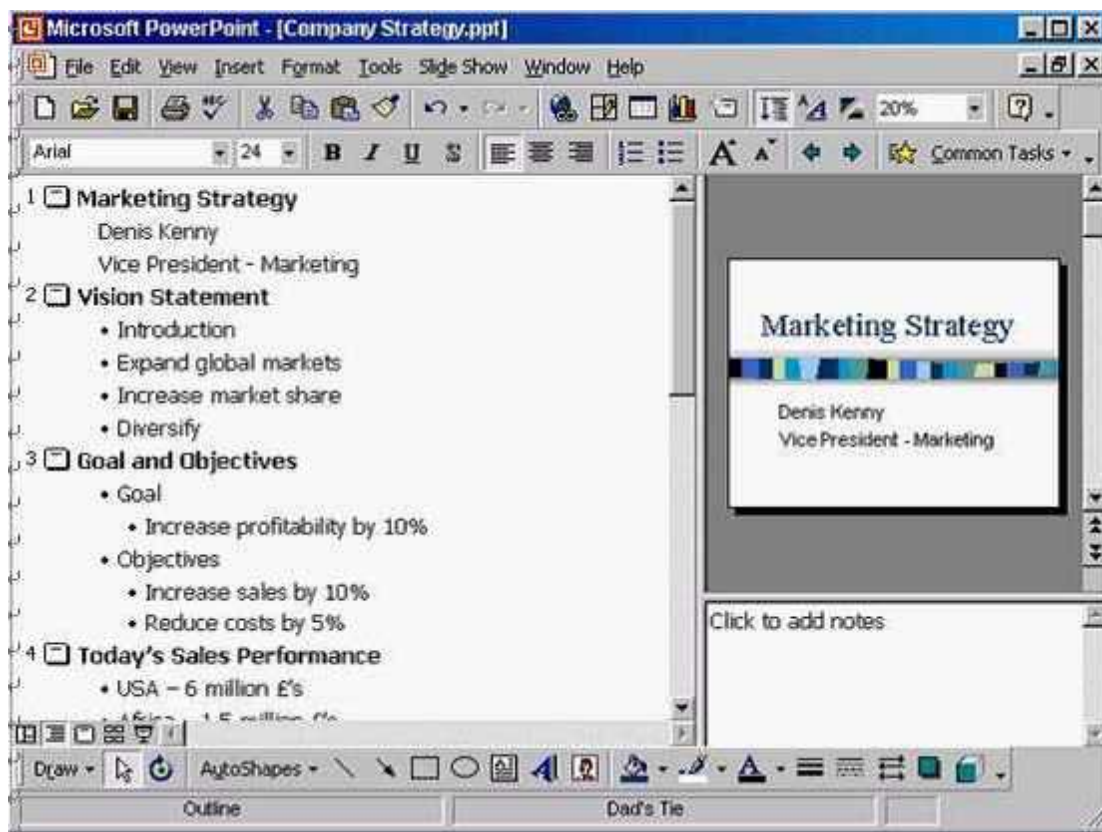 Microsoft PowerPoint - [Company Strategy.ppt]
File Edit View Insert Format Tools Slide Show Window Help
20%
Arial 24 B I U S A A Common Tasks
1 Marketing Strategy
Denis Kenny
Vice President - Marketing
2 Vision Statement
• Introduction
• Expand global markets
• Increase market share
• Diversify
3 Goal and Objectives
• Goal
• Increase profitability by 10%
• Objectives
• Increase sales by 10%
• Reduce costs by 5%
4 Today's Sales Performance
• USA – 6 million £'s
Marketing Strategy
Denis Kenny
Vice President - Marketing
Click to add notes
Draw AutoShapes
Outline Dad's Tie